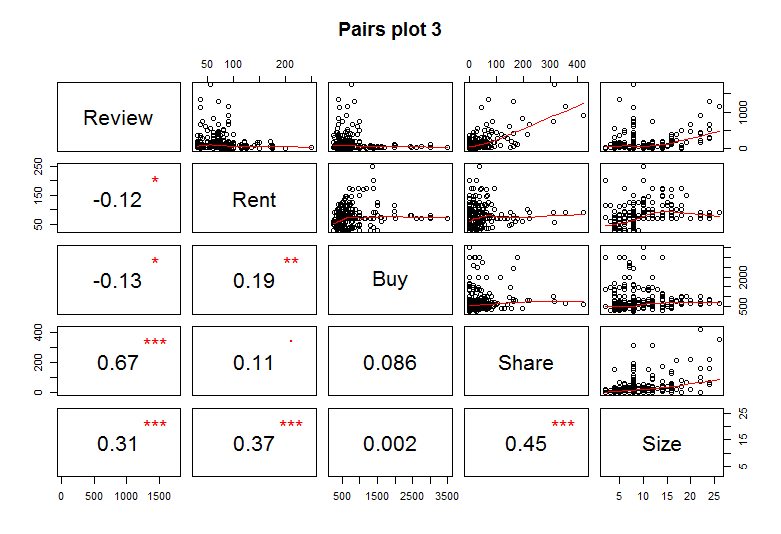 Pairs plot 3
50 100 200
0 100 200 300 400
Review
0 1000
50 150 250
-0.12 *
Rent
-0.13 *
0.19 **
Buy
500 2000
0 200 400
0.67 ***
0.11 .
0.086
Share
0.31 ***
0.37 ***
0.002
0.45 ***
Size
5 15 25
0 500 1000 1500
500 1500 2500 3500
5 10 15 20 25